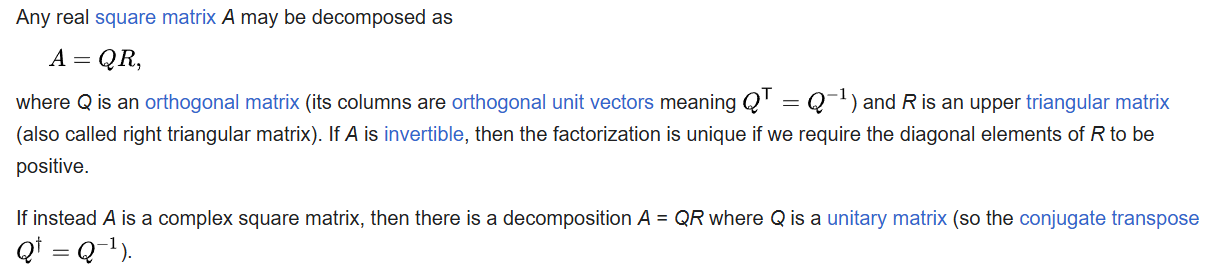 Any real square matrix A may be decomposed as
A = QR,
where Q is an orthogonal matrix (its columns are orthogonal unit vectors meaning Qᵀ = Q⁻¹) and R is an upper triangular matrix
(also called right triangular matrix). If A is invertible, then the factorization is unique if we require the diagonal elements of R to be
positive.
If instead A is a complex square matrix, then there is a decomposition A = QR where Q is a unitary matrix (so the conjugate transpose
Q† = Q⁻¹).